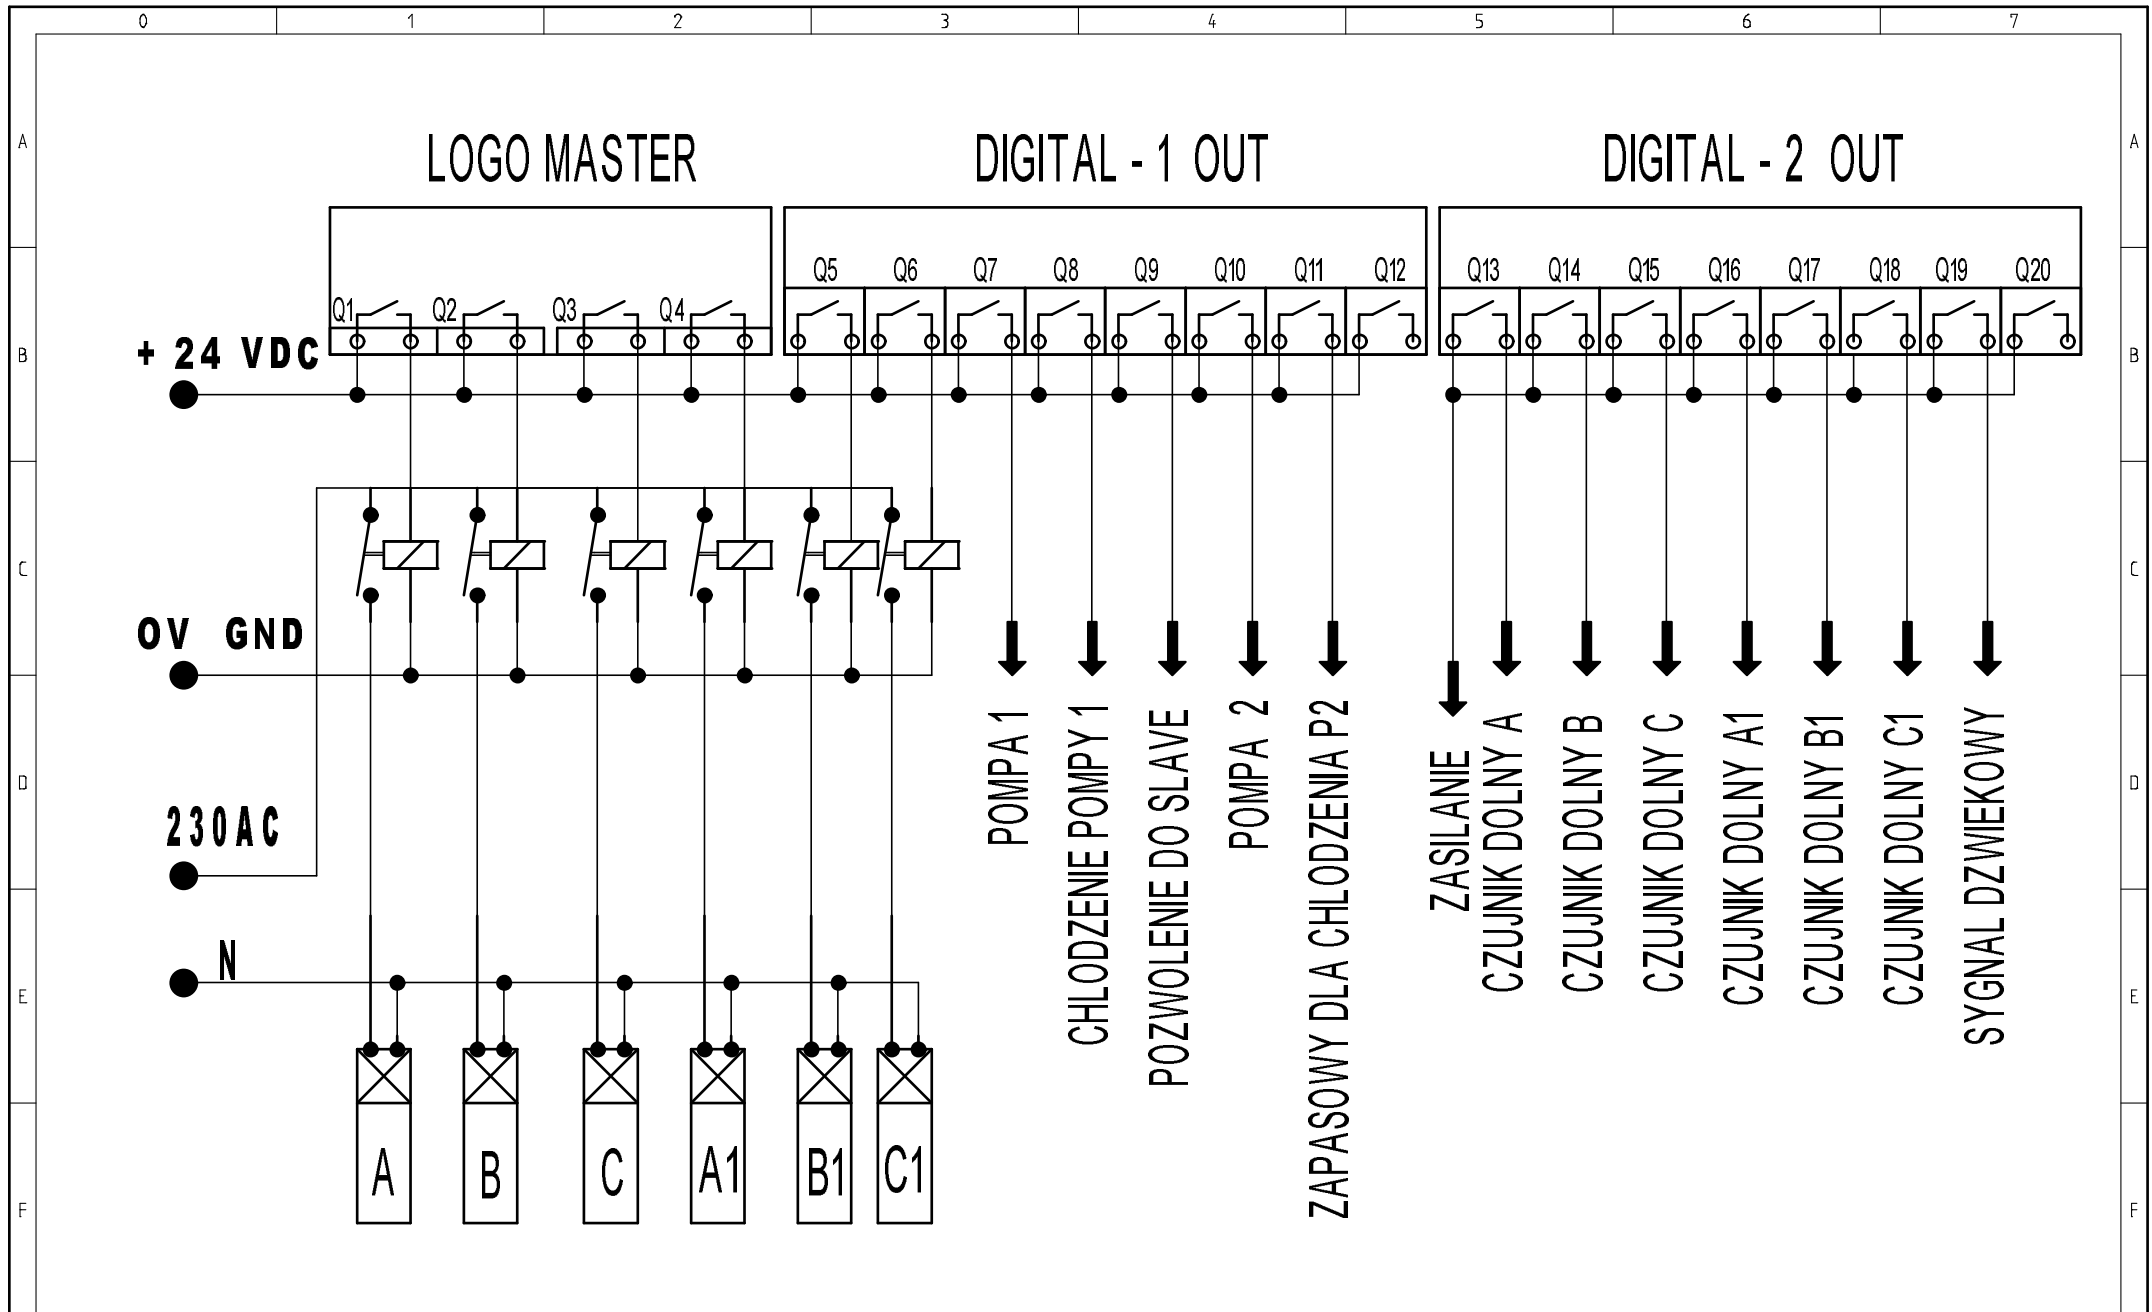 0 1 2 3 4 5 6 7
A A
LOGO MASTER DIGITAL - 1 OUT DIGITAL - 2 OUT
Q5 Q6 Q7 Q8 Q9 Q10 Q11 Q12 Q13 Q14 Q15 Q16 Q17 Q18 Q19 Q20
Q1 Q2 Q3 Q4
B B
+ 24 VDC
C C
0V GND
D D
230AC
N
E E
POMPA 1
CHLODZENIE POMPY 1
POZWOLENIE DO SLAVE
POMPA 2
ZAPASOWY DLA CHLODZENIA P2
ZASILANIE
CZUJNIK DOLNY A
CZUJNIK DOLNY B
CZUJNIK DOLNY C
CZUJNIK DOLNY A1
CZUJNIK DOLNY B1
CZUJNIK DOLNY C1
SYGNAL DZWIEKOWY
A B C A1 B1 C1
F F